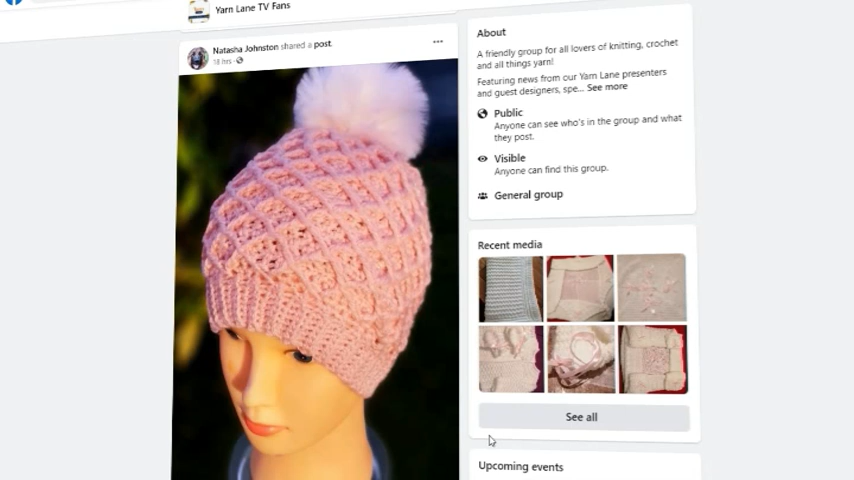 Yarn Lane TV Fans
Natasha Johnston shared a post.
18 hrs ·
About
A friendly group for all lovers of knitting, crochet
and all things yarn!
Featuring news from our Yarn Lane presenters
and guest designers, spe... See more
Public
Anyone can see who's in the group and what
they post.
Visible
Anyone can find this group.
General group
Recent media
See all
Upcoming events